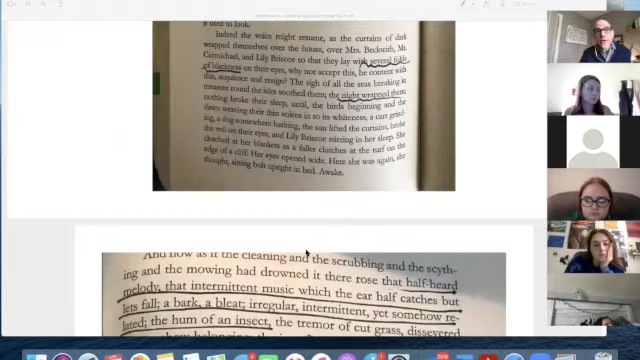 it used to look.
Indeed the voice might resume, as the curtains of dark
wrapped themselves over the house, over Mrs. Beckwith, Mr.
Carmichael, and Lily Briscoe so that they lay with several folds
of blackness on their eyes, why not accept this, be content with
this, acquiesce and resign? The sigh of all the seas breaking in
measure round the isles soothed them; the night wrapped them;
nothing broke their sleep, until, the birds beginning and the
dawn weaving their thin voices in to its whiteness, a cart grind-
ing, a dog somewhere barking, the sun lifted the curtains, broke
the veil on their eyes, and Lily Briscoe stirring in her sleep. She
clutched at her blankets as a faller clutches at the turf on the
edge of a cliff. Her eyes opened wide. Here she was again, she
thought, sitting bolt upright in bed. Awake.
And now as if the cleaning and the scrubbing and the scyth-
ing and the mowing had drowned it there rose that half-heard
melody, that intermittent music which the ear half catches but
lets fall; a bark, a bleat; irregular, intermittent, yet somehow re-
lated; the hum of an insect, the tremor of cut grass, dissevered